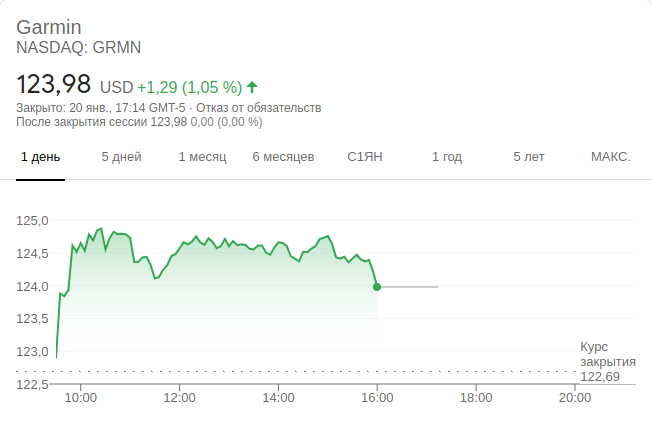 Garmin
NASDAQ: GRMN
123,98 USD +1,29 (1,05 %)
Закрыто: 20 янв., 17:14 GMT-5 · Отказ от обязательств
После закрытия сессии 123,98 0,00 (0,00 %)
1 день 5 дней 1 месяц 6 месяцев С1ЯН 1 год 5 лет МАКС.
125,0
124,5
124,0
123,5
123,0
122,5
Курс
закрытия
122,69
10:00 12:00 14:00 16:00 18:00 20:00